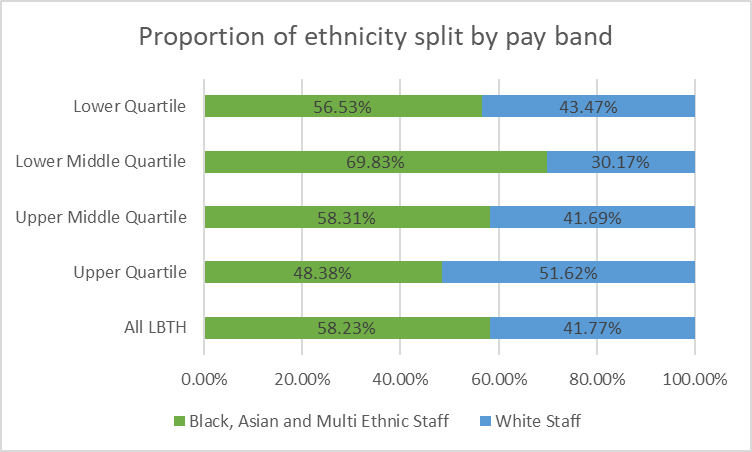 Proportion of ethnicity split by pay band
Lower Quartile 56.53% 43.47%
Lower Middle Quartile 69.83% 30.17%
Upper Middle Quartile 58.31% 41.69%
Upper Quartile 48.38% 51.62%
All LBTH 58.23% 41.77%
0.00% 20.00% 40.00% 60.00% 80.00% 100.00%
Black, Asian and Multi Ethnic Staff White Staff